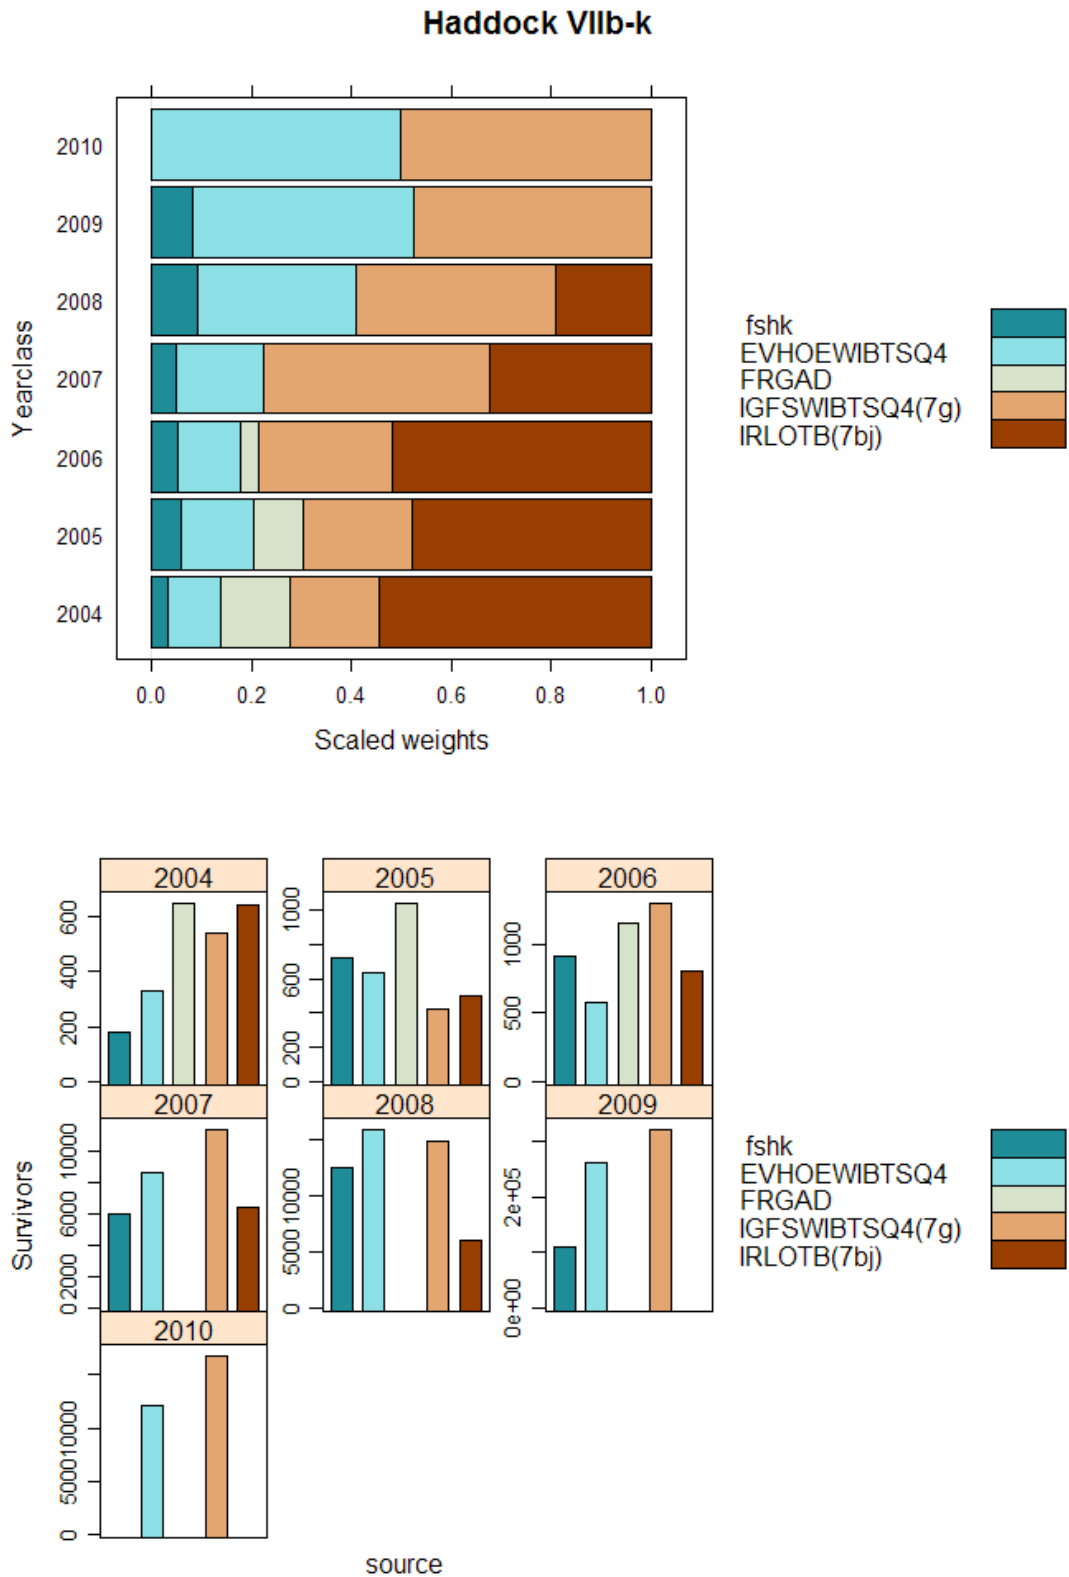 Haddock VIIb-k
2010
2009
2008
2007
2006
2005
2004
Yearclass
0.0 0.2 0.4 0.6 0.8 1.0
Scaled weights
fshk
EVHOEWIBTSQ4
FRGAD
IGFSWIBTSQ4(7g)
IRLOTB(7bj)
2004 2005 2006
0 200 400 600
0 200 600 1000
0 500 1000
2007 2008 2009
0 2000 6000 10000
0 5000 10000
0e+00 2e+05
2010
0 5000 10000
Survivors
source
fshk
EVHOEWIBTSQ4
FRGAD
IGFSWIBTSQ4(7g)
IRLOTB(7bj)